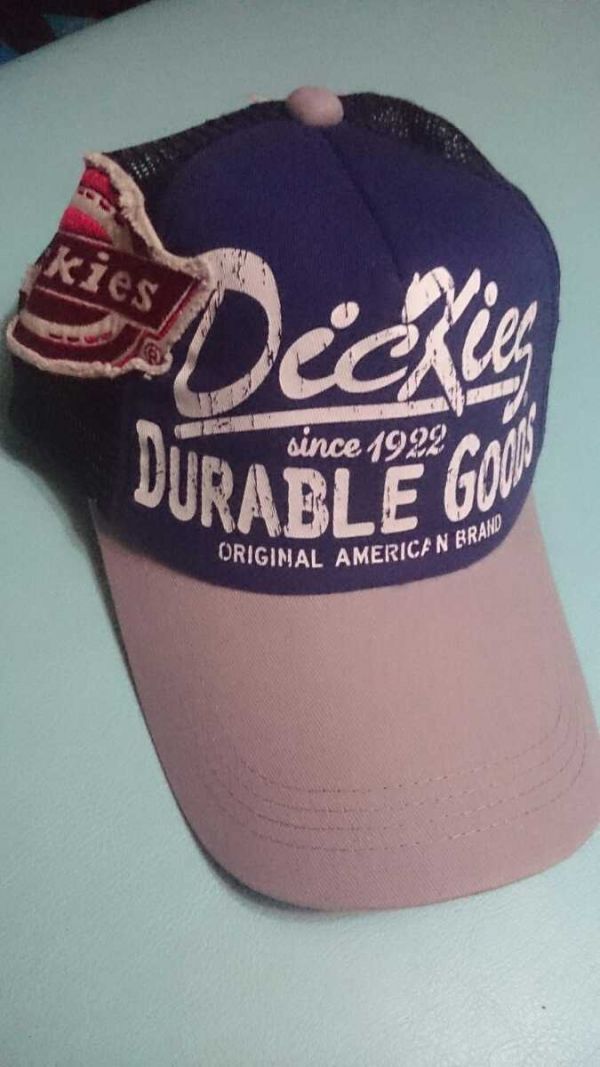 kies
®
Dickies
since 1922
DURABLE GOODS
ORIGINAL AMERICAN BRAND